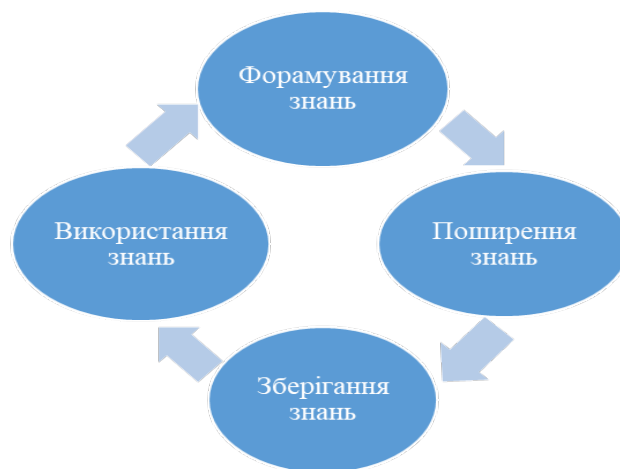 Форамування
знань
Поширення
знань
Зберігання
знань
Використання
знань